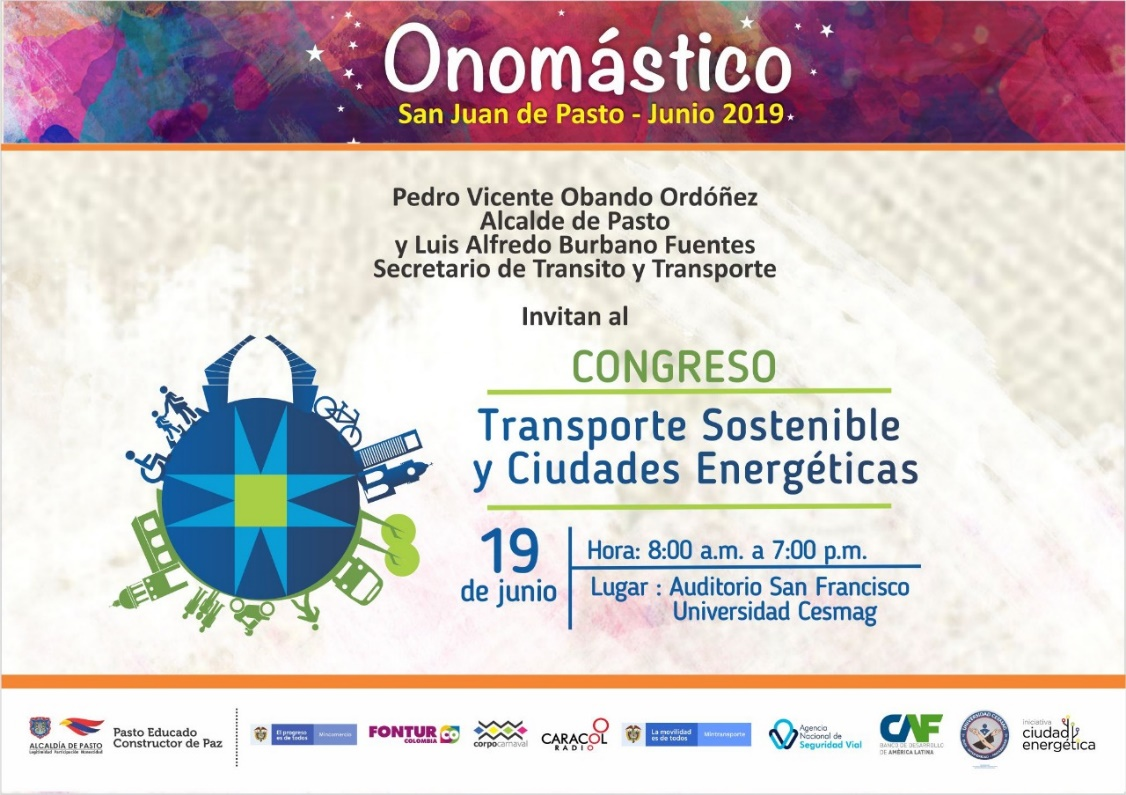 Onomástico
San Juan de Pasto - Junio 2019
Pedro Vicente Obando Ordóñez
Alcalde de Pasto
y Luis Alfredo Burbano Fuentes
Secretario de Transito y Transporte
Invitan al
CONGRESO
Transporte Sostenible
y Ciudades Energéticas
19
de junio
Hora: 8:00 a.m. a 7:00 p.m.
Lugar : Auditorio San Francisco
Universidad Cesmag
ALCALDÍA DE PASTO
Legitimidad Participación Honestidad
Pasto Educado
Constructor de Paz
El progreso
es de todos
Mincomercio
FONTUR
COLOMBIA
CO
corpocarnaval
CARACOL
RADIO
La movilidad
es de todos
Mintransporte
Agencia
Nacional de
Seguridad Vial
CAF
BANCO DE DESARROLLO
DE AMÉRICA LATINA
iniciativa
ciudad
energética